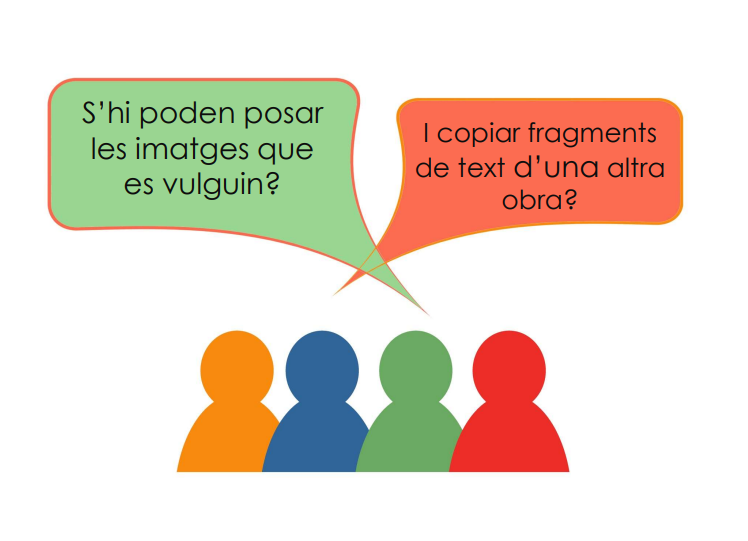 S’hi poden posar
les imatges que
es vulguin?
I copiar fragments
de text d’una altra
obra?